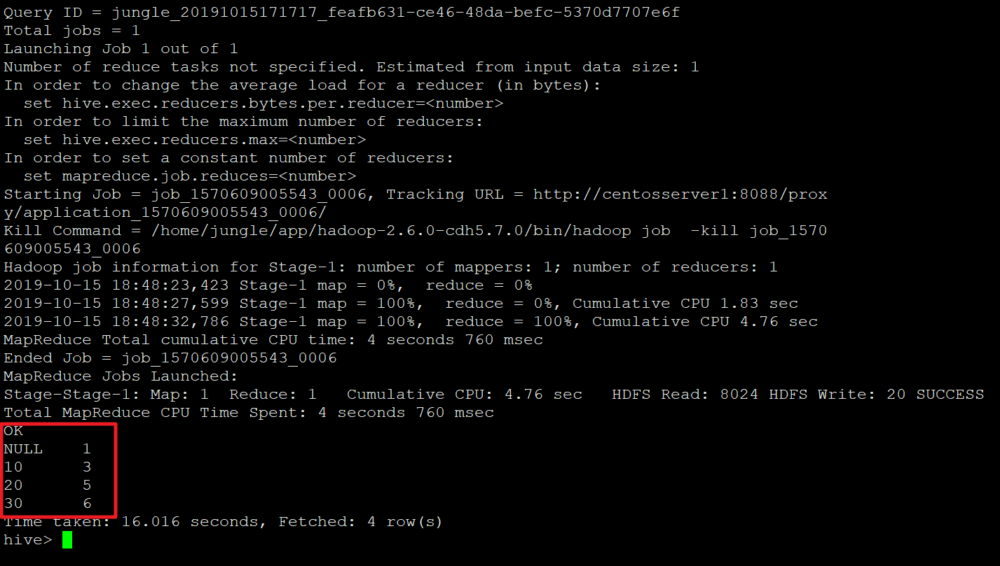 Query ID = jungle_20191015171717_feafb631-ce46-48da-befc-5370d7707e6f
Total jobs = 1
Launching Job 1 out of 1
Number of reduce tasks not specified. Estimated from input data size: 1
In order to change the average load for a reducer (in bytes):
  set hive.exec.reducers.bytes.per.reducer=<number>
In order to limit the maximum number of reducers:
  set hive.exec.reducers.max=<number>
In order to set a constant number of reducers:
  set mapreduce.job.reduces=<number>
Starting Job = job_1570609005543_0006, Tracking URL = http://centosserver1:8088/prox
y/application_1570609005543_0006/
Kill Command = /home/jungle/app/hadoop-2.6.0-cdh5.7.0/bin/hadoop job  -kill job_1570
609005543_0006
Hadoop job information for Stage-1: number of mappers: 1; number of reducers: 1
2019-10-15 18:48:23,423 Stage-1 map = 0%,  reduce = 0%
2019-10-15 18:48:27,599 Stage-1 map = 100%,  reduce = 0%, Cumulative CPU 1.83 sec
2019-10-15 18:48:32,786 Stage-1 map = 100%,  reduce = 100%, Cumulative CPU 4.76 sec
MapReduce Total cumulative CPU time: 4 seconds 760 msec
Ended Job = job_1570609005543_0006
MapReduce Jobs Launched:
Stage-Stage-1: Map: 1  Reduce: 1   Cumulative CPU: 4.76 sec   HDFS Read: 8024 HDFS Write: 20 SUCCESS
Total MapReduce CPU Time Spent: 4 seconds 760 msec
OK
NULL    1
10      3
20      5
30      6
Time taken: 16.016 seconds, Fetched: 4 row(s)
hive>